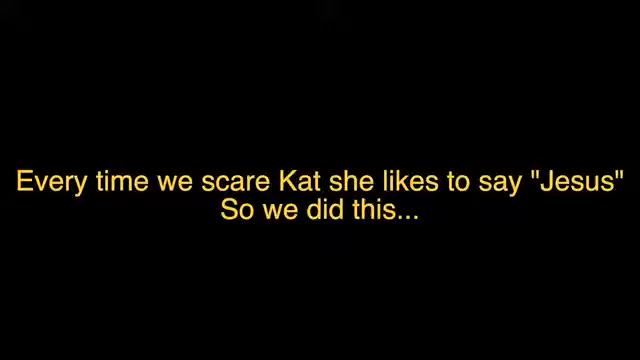 Every time we scare Kat she likes to say "Jesus"
So we did this...